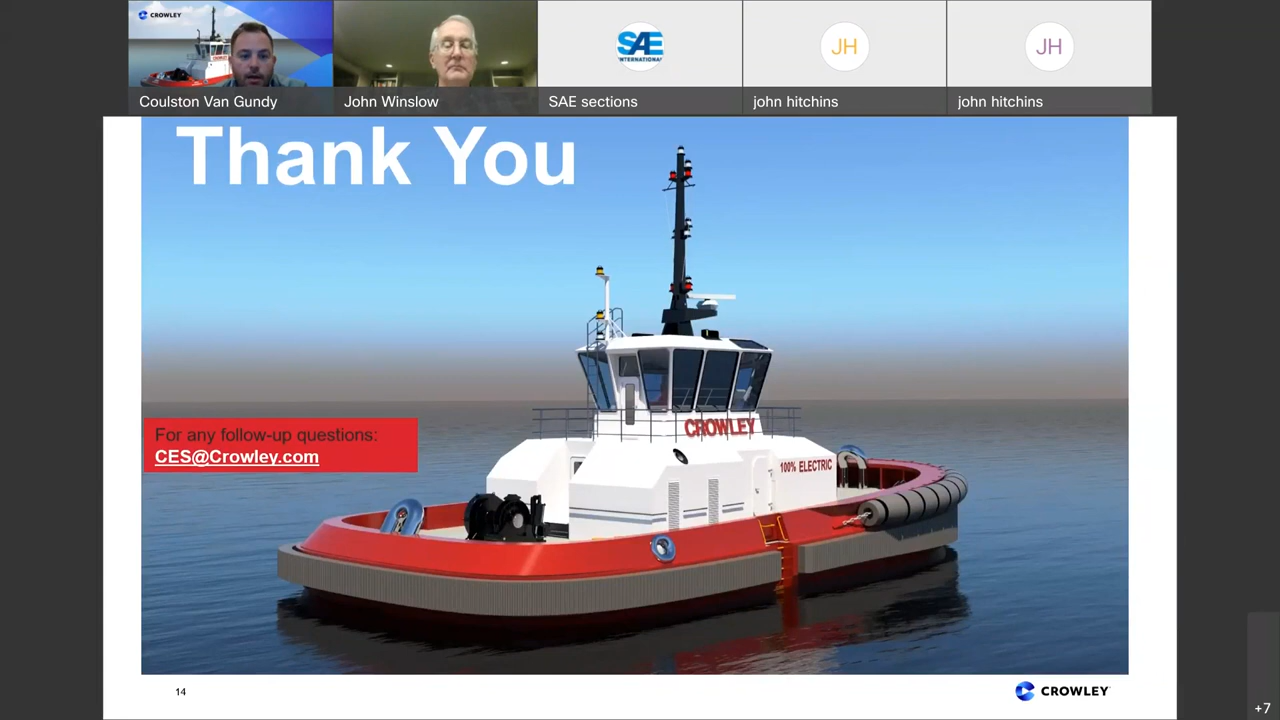 CROWLEY
SAE
INTERNATIONAL
JH
JH
Coulston Van Gundy
John Winslow
SAE sections
john hitchins
john hitchins
Thank You
For any follow-up questions:
CES@Crowley.com
CROWLEY
100% ELECTRIC
14
CROWLEY
+7